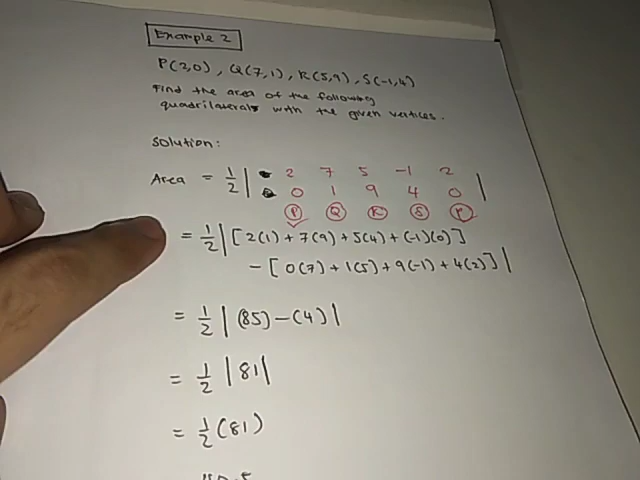 Example 2
P(2,0), Q(7,1), R(5,9), S(-1,4)
Find the area of the following
quadrilaterals with the given vertices.
Solution:
Area = 1/2 | 2 7 5 -1 2
0 1 9 4 0 |
P Q R S P
= 1/2 | [2(1) + 7(9) + 5(4) + (-1)(0)]
- [0(7) + 1(5) + 9(-1) + 4(2)] |
= 1/2 | (85) - (4) |
= 1/2 | 81 |
= 1/2 (81)